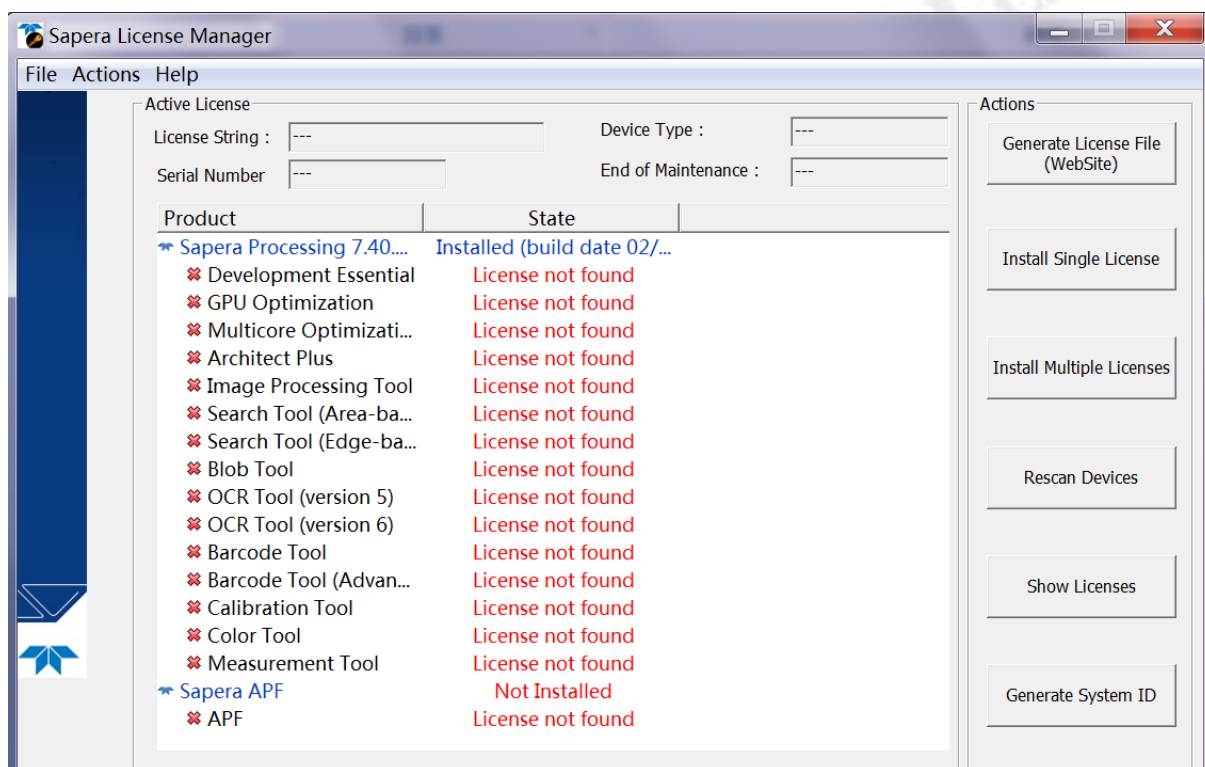 Sapera License Manager
File Actions Help
Active License
License String : ---
Device Type : ---
Serial Number ---
End of Maintenance : ---
Product State
Sapera Processing 7.40.... Installed (build date 02/...
Development Essential License not found
GPU Optimization License not found
Multicore Optimizati... License not found
Architect Plus License not found
Image Processing Tool License not found
Search Tool (Area-ba... License not found
Search Tool (Edge-ba... License not found
Blob Tool License not found
OCR Tool (version 5) License not found
OCR Tool (version 6) License not found
Barcode Tool License not found
Barcode Tool (Advan... License not found
Calibration Tool License not found
Color Tool License not found
Measurement Tool License not found
Sapera APF Not Installed
APF License not found
Actions
Generate License File
(WebSite)
Install Single License
Install Multiple Licenses
Rescan Devices
Show Licenses
Generate System ID